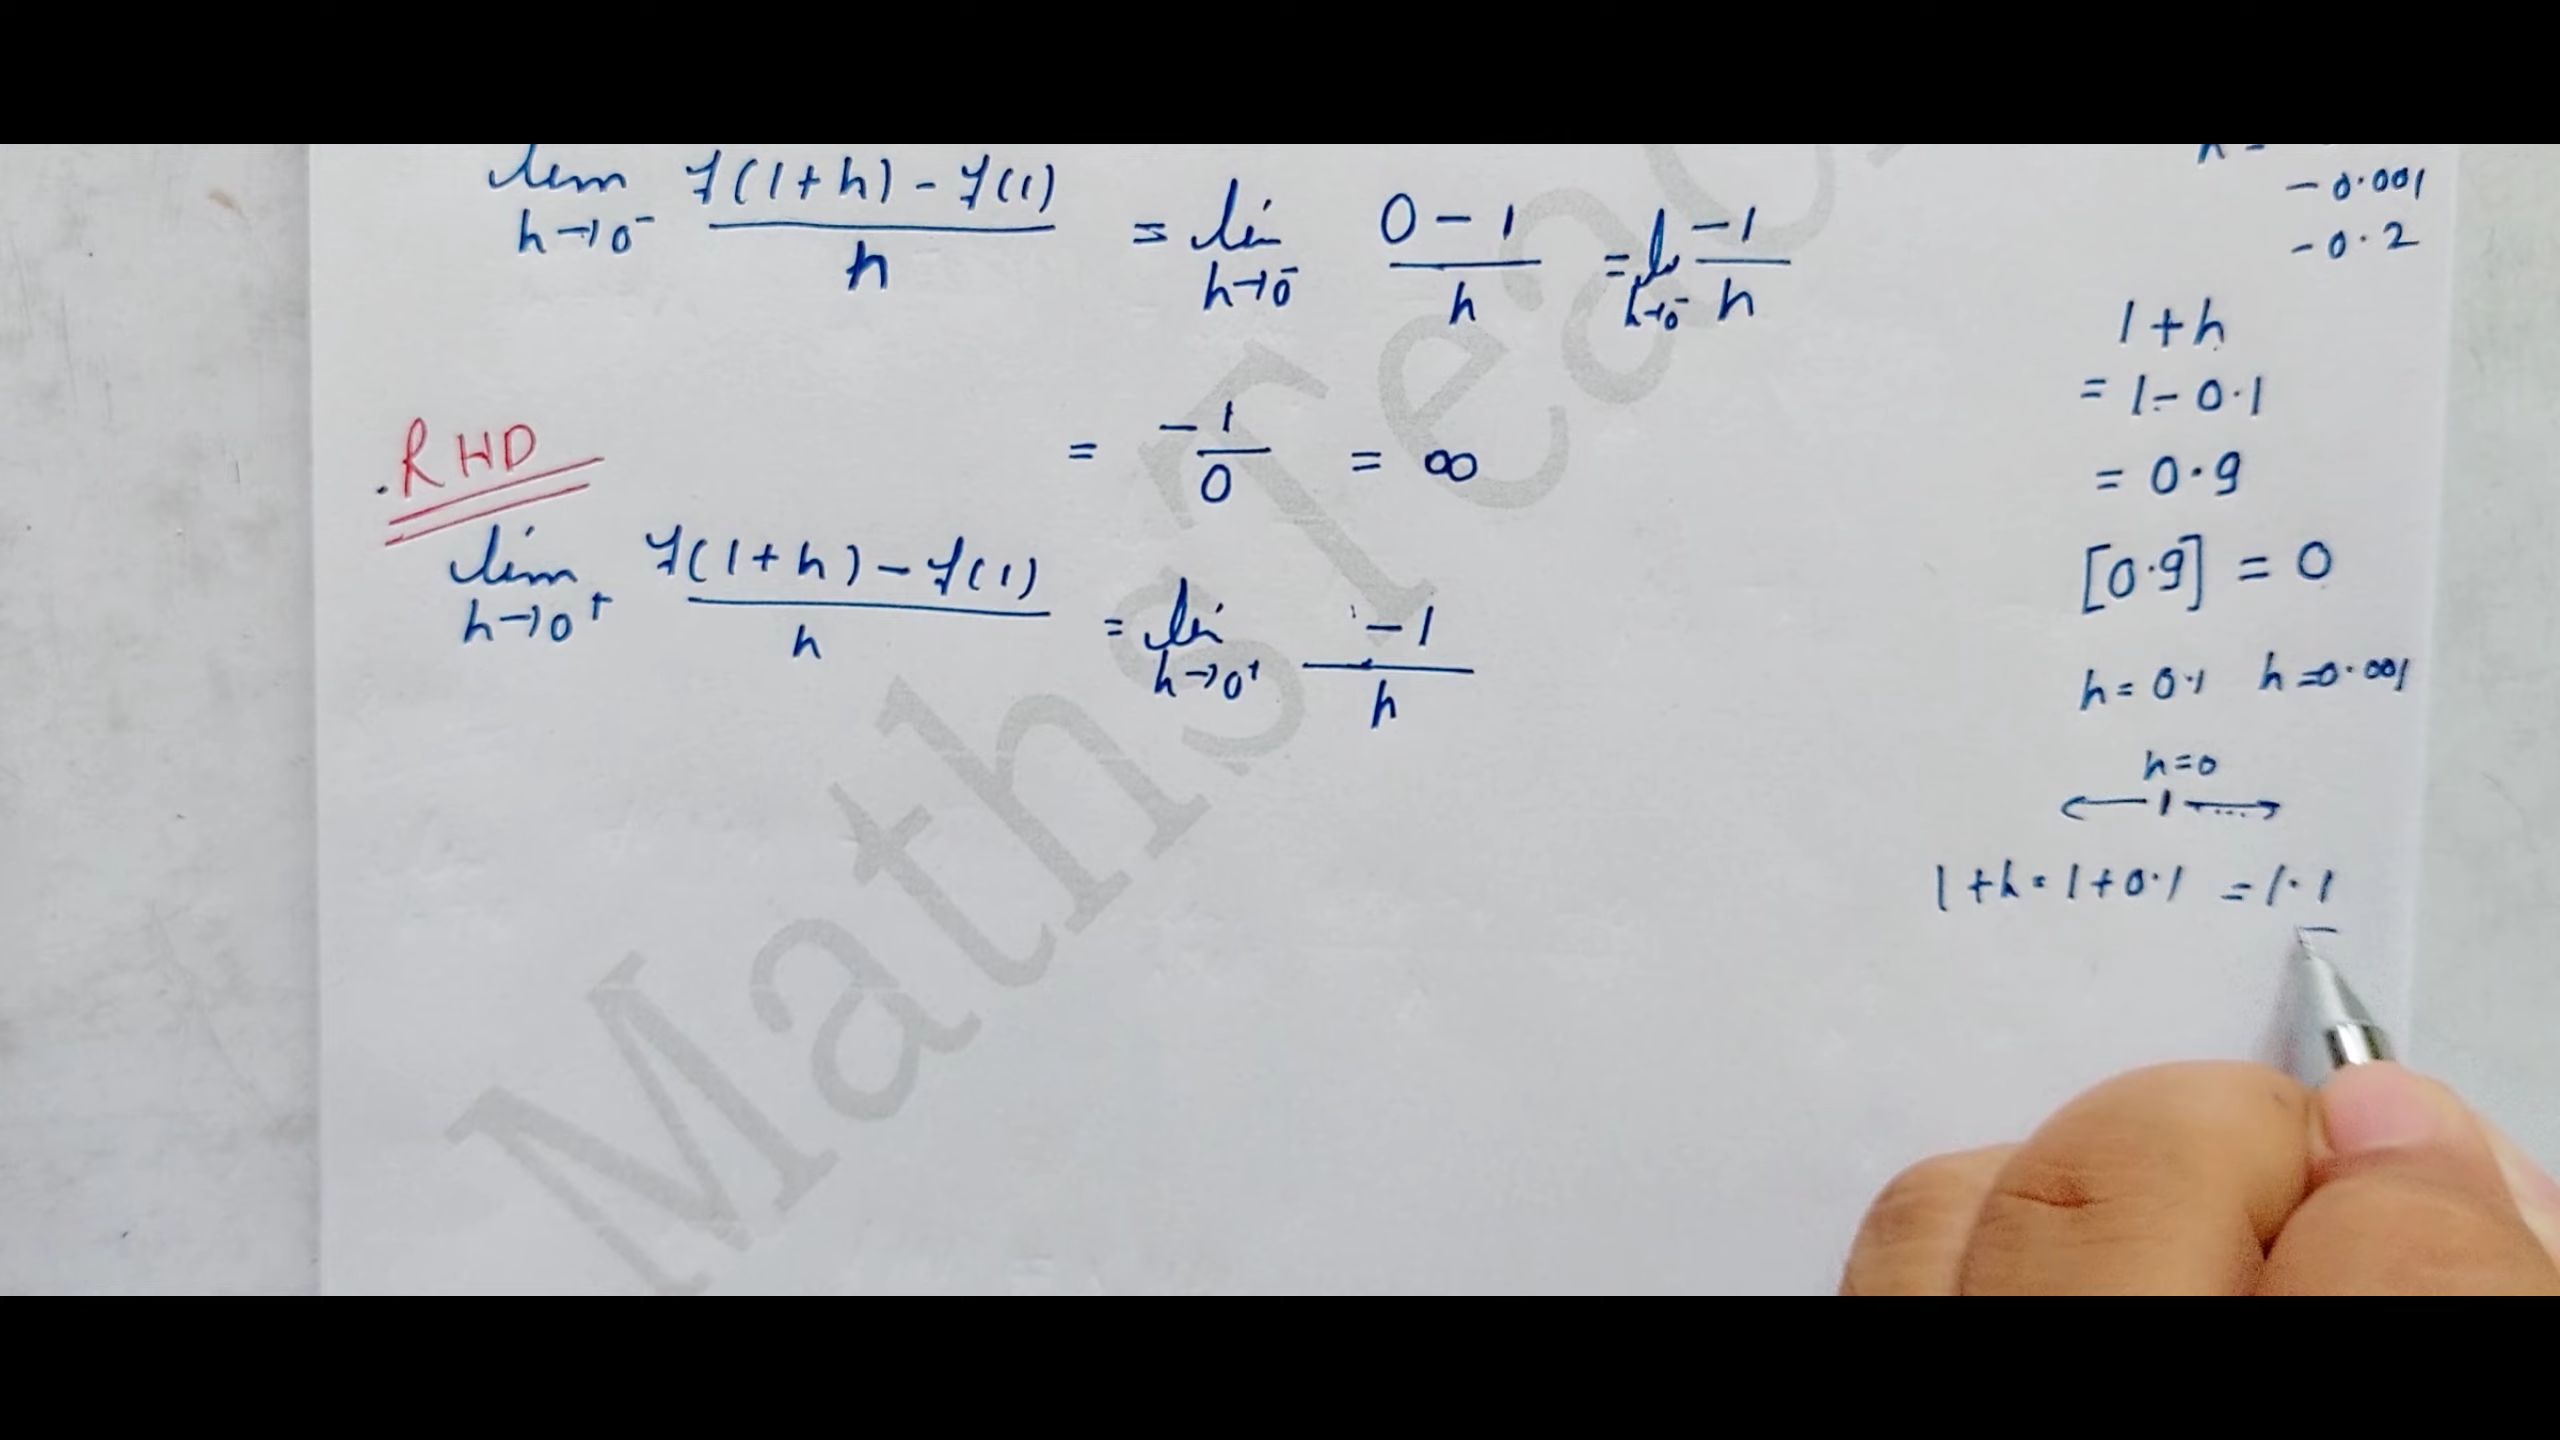 lim f(1+h) - f(1) / h = lim 0 - 1 / h = lim -1 / h
h→0⁻ h→0⁻ h→0⁻
= -1/0 = ∞
.RHD
lim f(1+h) - f(1) / h = lim -1 / h
h→0⁺ h→0⁺
- 0.001
- 0.2
1+h
= 1 - 0.1
= 0.9
[0.9] = 0
h = 0.1 h = 0.001
h=0
1
1+h = 1+0.1 = 1.1
Maths Tea